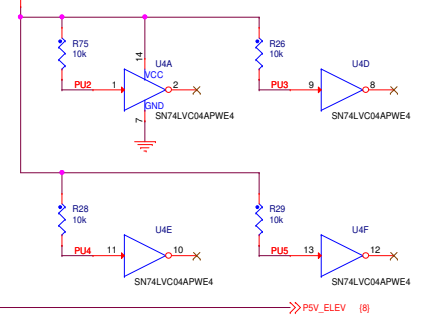 R75
10k
14
U4A
VCC
PU2
1
2
GND
7
SN74LVC04APWE4
R26
10k
U4D
PU3
9
8
SN74LVC04APWE4
R28
10k
U4E
PU4
11
10
SN74LVC04APWE4
R29
10k
U4F
PU5
13
12
SN74LVC04APWE4
P5V_ELEV {8}